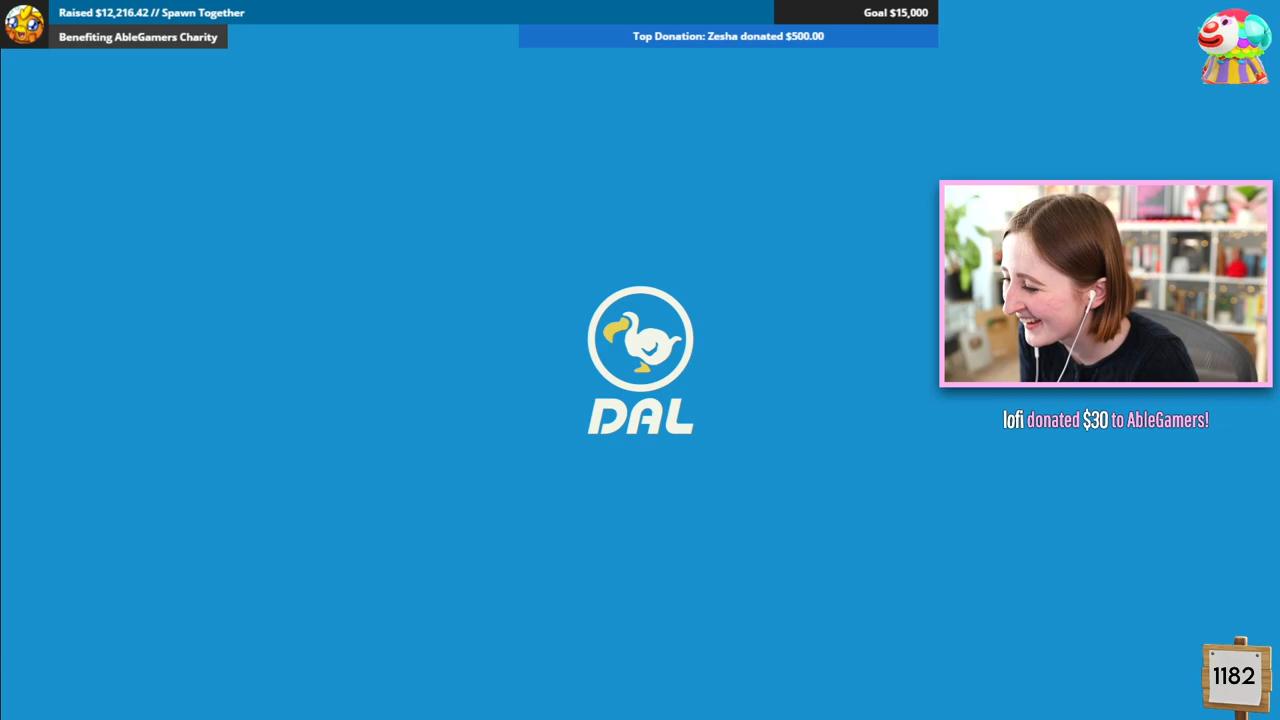 Raised $12,216.42 // Spawn Together
Goal $15,000
Benefiting AbleGamers Charity
Top Donation: Zesha donated $500.00
DAL
lofi donated $30 to AbleGamers!
1182